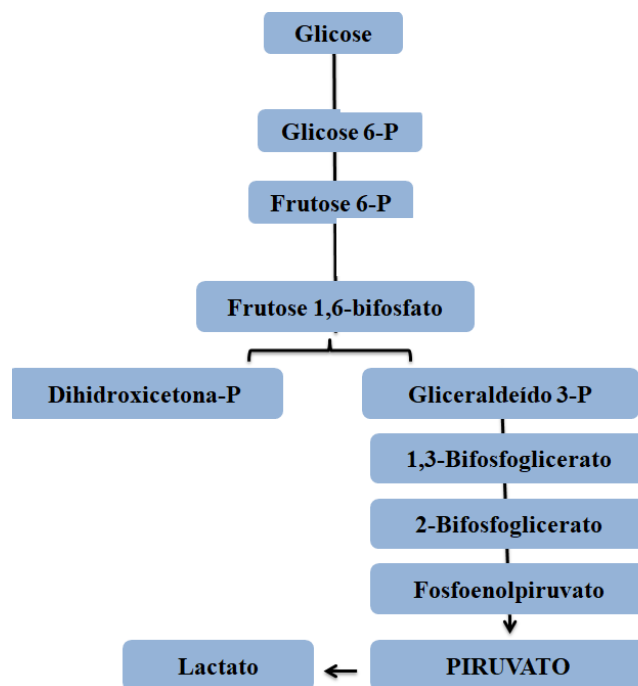 Glicose
Glicose 6-P
Frutose 6-P
Frutose 1,6-bifosfato
Dihidroxicetona-P
Gliceraldeído 3-P
1,3-Bifosfoglicerato
2-Bifosfoglicerato
Fosfoenolpiruvato
Lactato
PIRUVATO